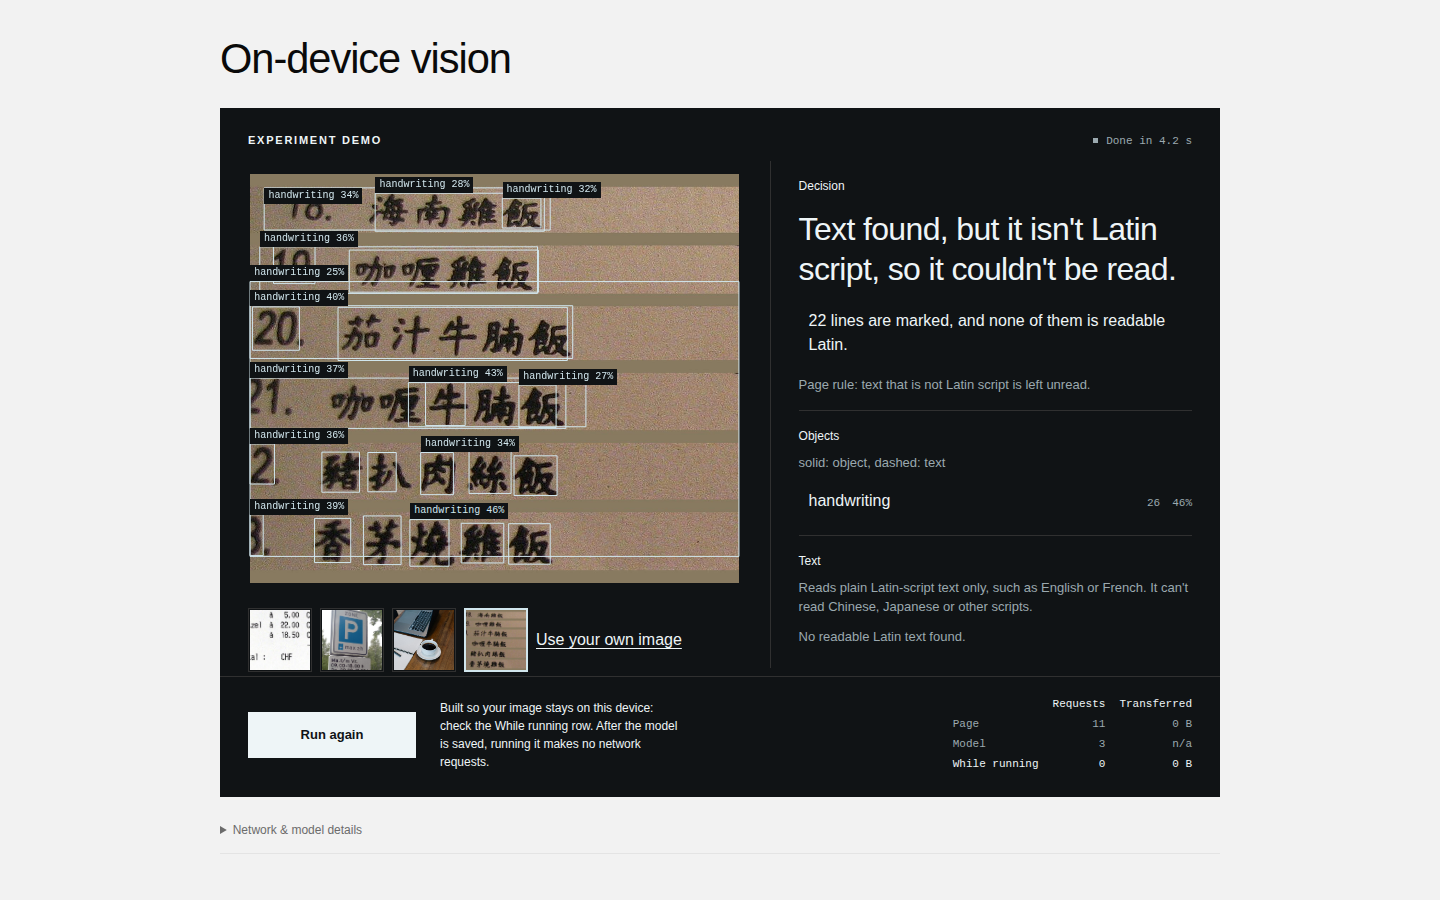 On-device vision
EXPERIMENT DEMO
Done in 4.2 s
handwriting 34%
handwriting 28%
handwriting 32%
18. 海南雞飯
handwriting 36%
19. 咖喱雞飯
handwriting 25%
handwriting 40%
20. 茄汁牛腩飯
handwriting 37%
handwriting 43%
handwriting 27%
21. 咖喱牛腩飯
handwriting 36%
handwriting 34%
2. 豬扒肉絲飯
handwriting 39%
handwriting 46%
3. 香茅燒雞飯
Use your own image
Decision
Text found, but it isn't Latin
script, so it couldn't be read.
22 lines are marked, and none of them is readable
Latin.
Page rule: text that is not Latin script is left unread.
Objects
solid: object, dashed: text
handwriting 26 46%
Text
Reads plain Latin-script text only, such as English or French. It can't
read Chinese, Japanese or other scripts.
No readable Latin text found.
Run again
Built so your image stays on this device:
check the While running row. After the model
is saved, running it makes no network
requests.
Requests Transferred
Page 11 0 B
Model 3 n/a
While running 0 0 B
Network & model details